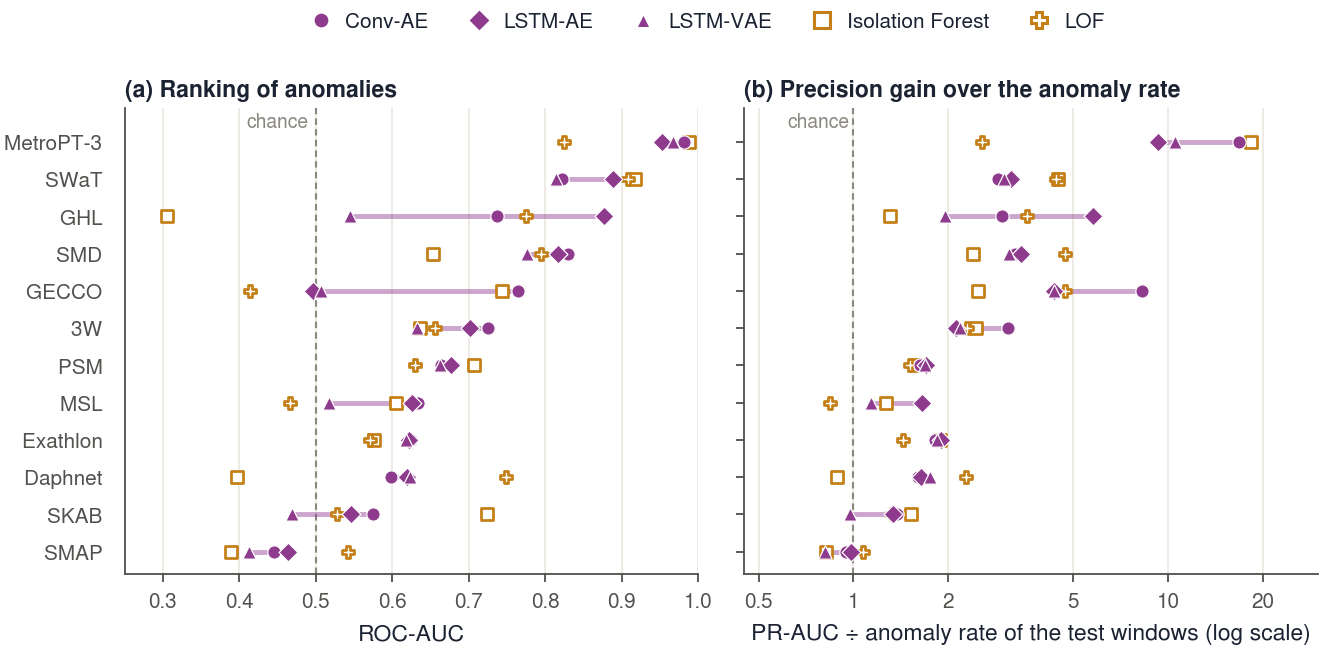 Conv-AE LSTM-AE LSTM-VAE Isolation Forest LOF
(a) Ranking of anomalies
(b) Precision gain over the anomaly rate
chance
chance
MetroPT-3
SWaT
GHL
SMD
GECCO
3W
PSM
MSL
Exathlon
Daphnet
SKAB
SMAP
0.3 0.4 0.5 0.6 0.7 0.8 0.9 1.0
0.5 1 2 5 10 20
ROC-AUC
PR-AUC ÷ anomaly rate of the test windows (log scale)